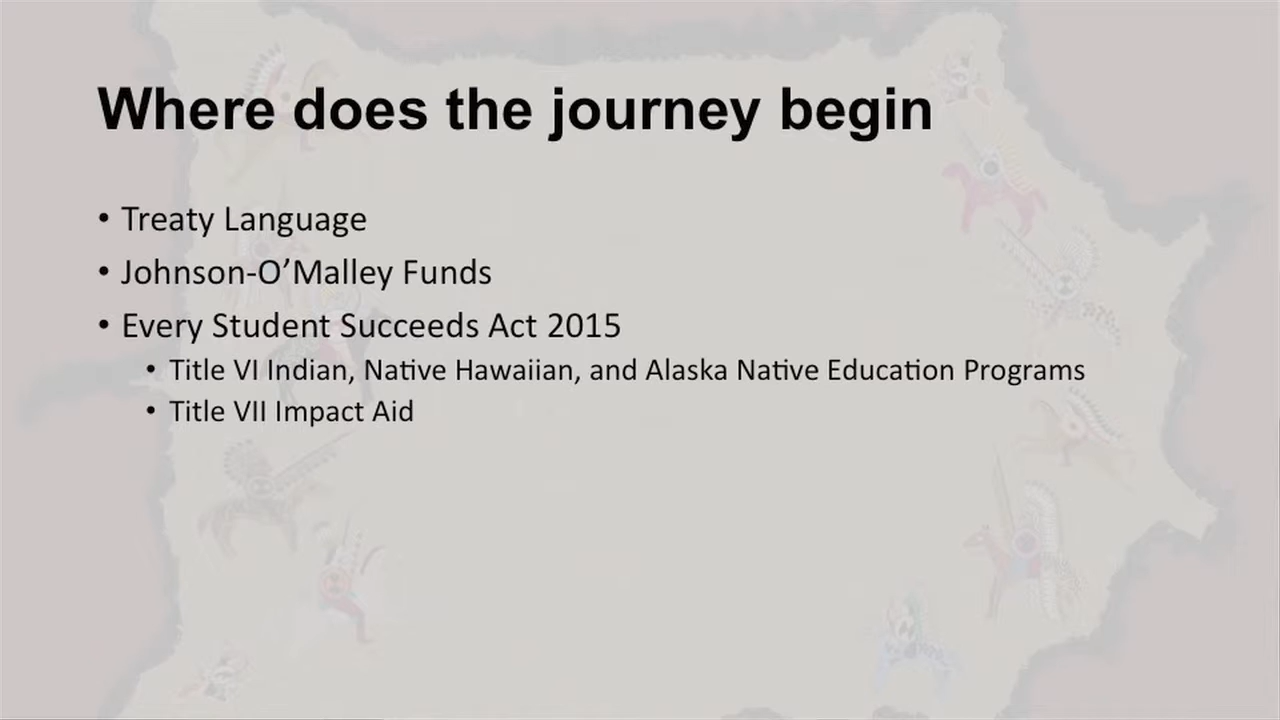 Where does the journey begin
• Treaty Language
• Johnson-O’Malley Funds
• Every Student Succeeds Act 2015
• Title VI Indian, Native Hawaiian, and Alaska Native Education Programs
• Title VII Impact Aid